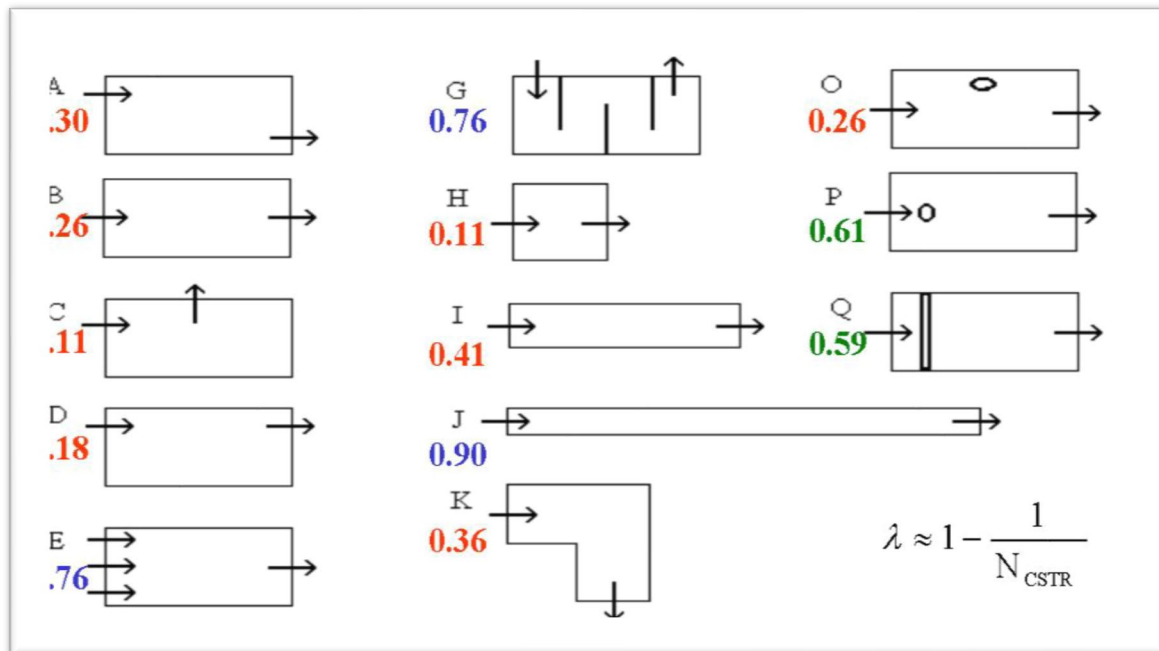 A
.30
B
.26
C
.11
D
.18
E
.76
G
0.76
H
0.11
I
0.41
J
0.90
K
0.36
O
0.26
P
0.61
Q
0.59
λ ≈ 1 − 1/N_CSTR